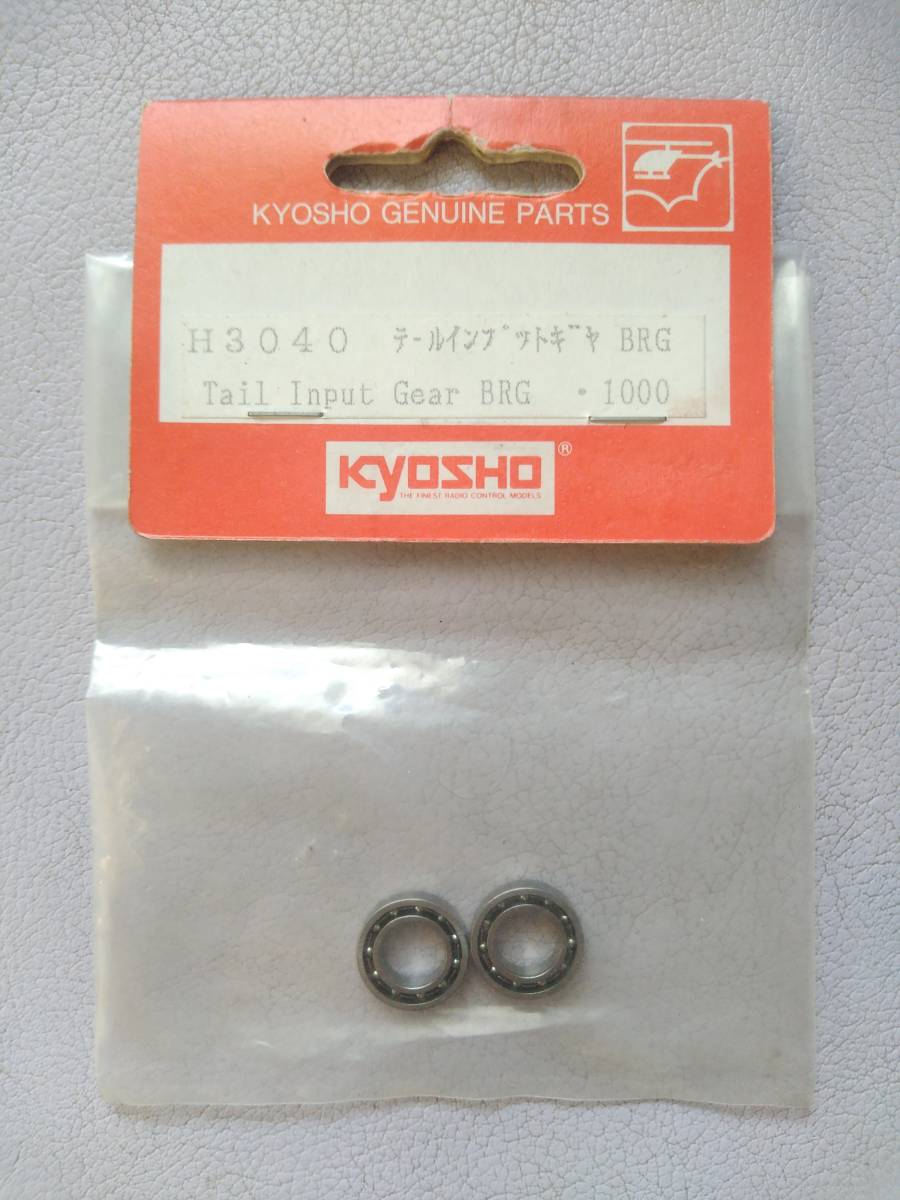 KYOSHO GENUINE PARTS
H3040 ﾃ-ﾙｲﾝﾌﾟｯﾄｷﾞﾔ BRG
Tail Input Gear BRG ・1000
KYOSHO®
THE FINEST RADIO CONTROL MODELS